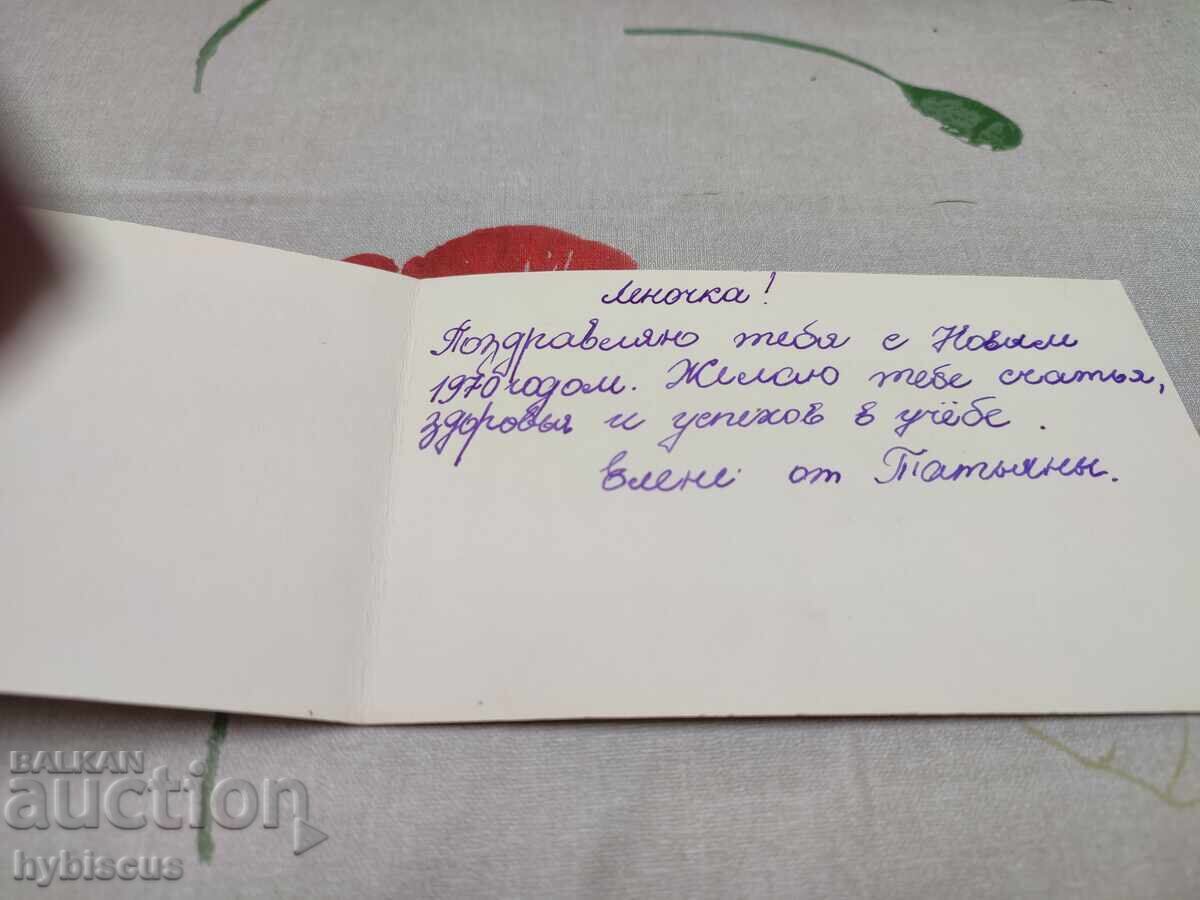 Леночка!
Поздравляю тебя с Новым
1970 годом. Желаю тебе счастья,
здоровья и успехов в учёбе.
Елене от Татьяны.
BALKAN
auction
hybiscus